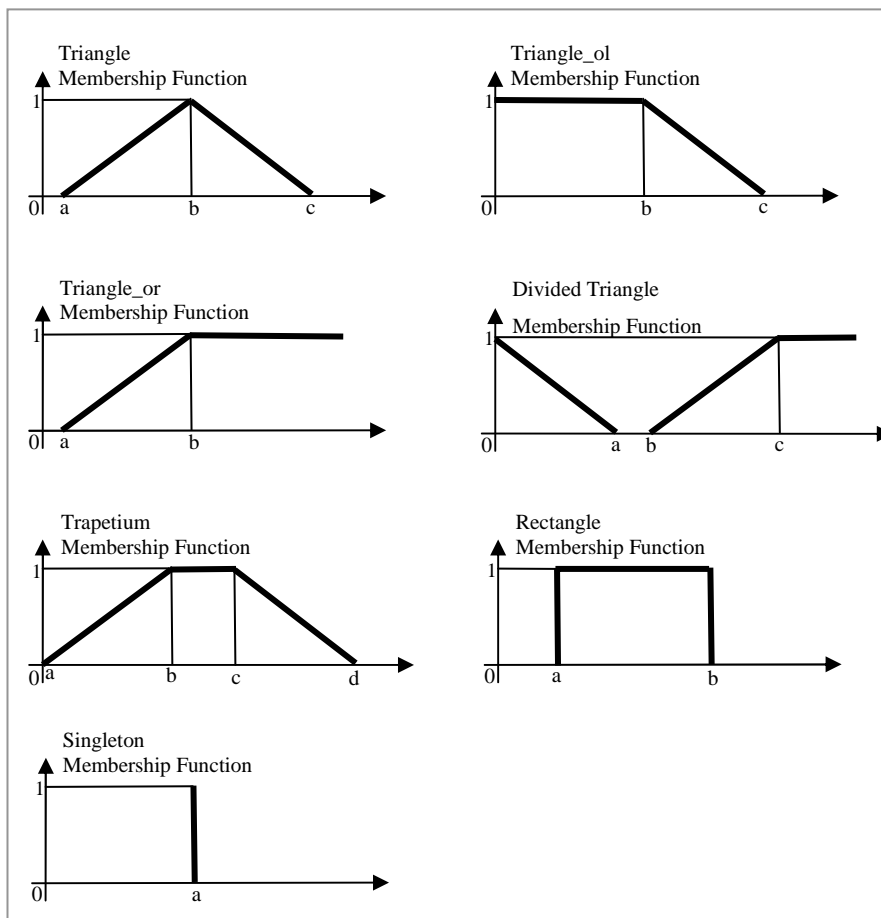 Triangle
Membership Function
1
0
a
b
c
Triangle_ol
Membership Function
1
0
b
c
Triangle_or
Membership Function
1
0
a
b
Divided Triangle
Membership Function
1
0
a
b
c
Trapetium
Membership Function
1
0
a
b
c
d
Rectangle
Membership Function
1
0
a
b
Singleton
Membership Function
1
0
a